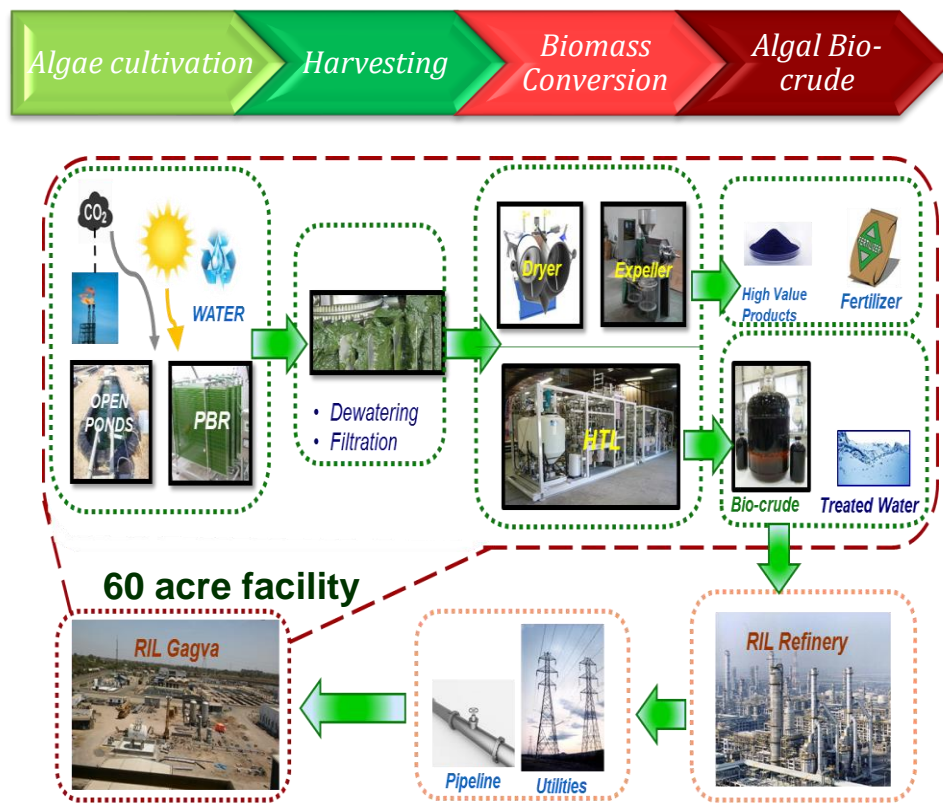 Algae cultivation
Harvesting
Biomass
Conversion
Algal Bio-
crude
CO₂
WATER
OPEN
PONDS
PBR
• Dewatering
• Filtration
Dryer
Expeller
HTL
High Value
Products
FERTILIZER
Fertilizer
Bio-crude
Treated Water
60 acre facility
RIL Gagva
Pipeline
Utilities
RIL Refinery